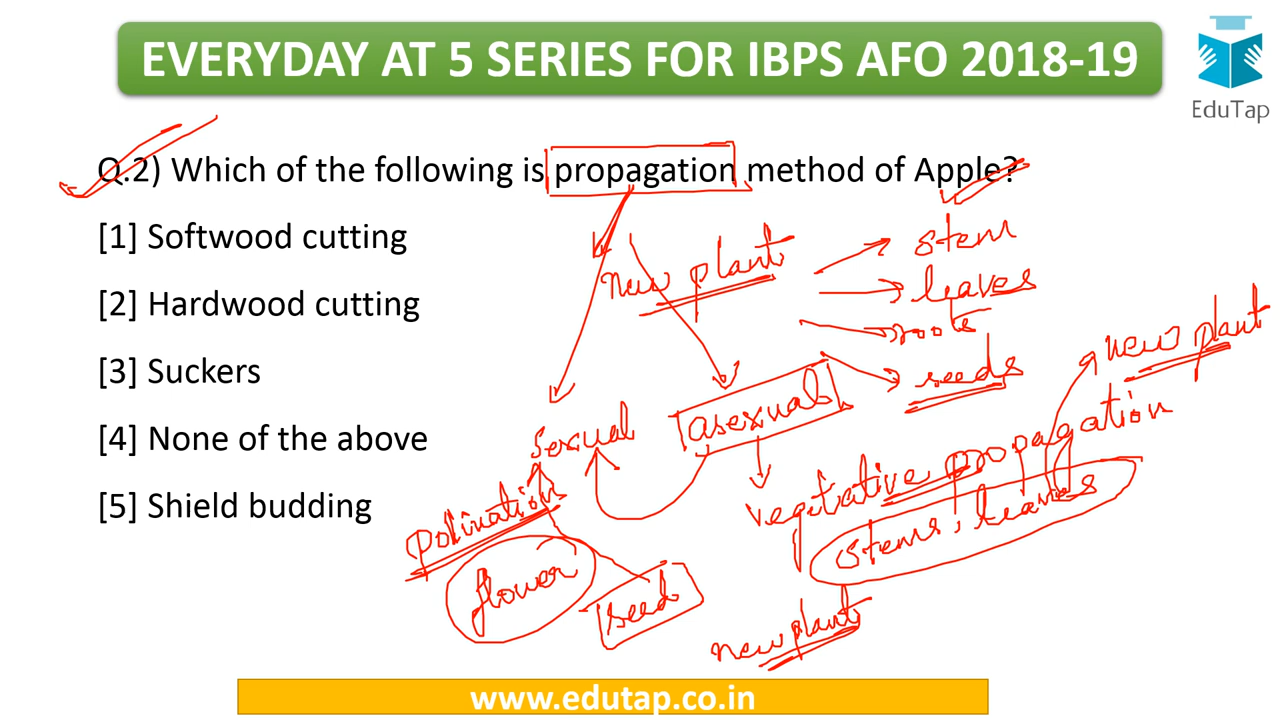 EVERYDAY AT 5 SERIES FOR IBPS AFO 2018-19
EduTap
Q.2) Which of the following is propagation method of Apple?
[1] Softwood cutting
[2] Hardwood cutting
[3] Suckers
[4] None of the above
[5] Shield budding
new plant
stem
leaves
roots
seeds
new plant
sexual
asexual
vegetative propagation
stems, leaves
pollination
flower
seed
new plant
www.edutap.co.in